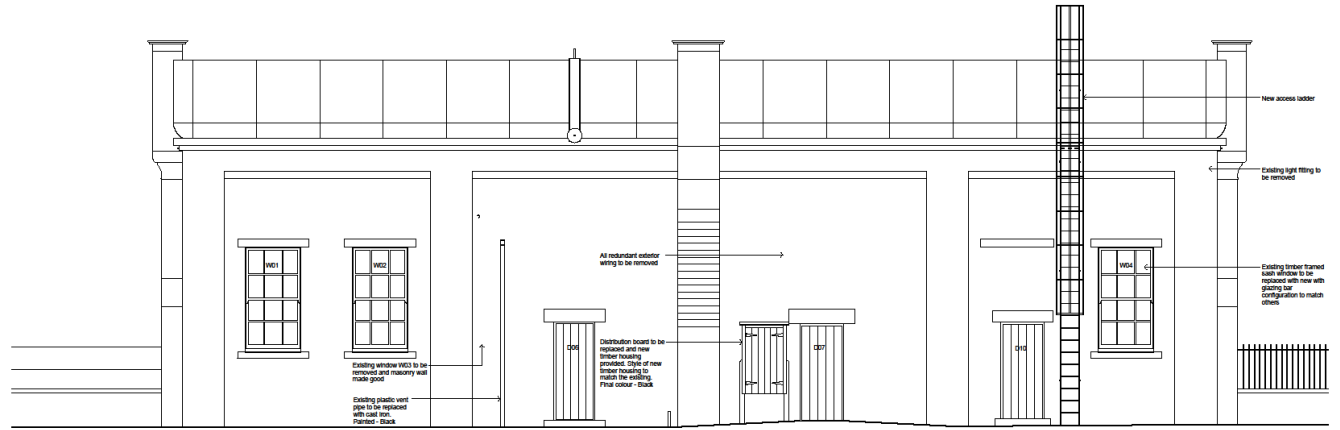 New access ladder
Existing light fitting to
be removed
W01
W02
W04
All redundant exterior
wiring to be removed
Existing timber framed
sash window to be
replaced with new with
glazing bar
configuration to match
others
D06
D07
D10
Distribution board to be
replaced and new
timber housing
provided. Style of new
timber housing to
match the existing.
Final colour - Black
Existing window W03 to be
removed and masonry wall
made good
Existing plastic vent
pipe to be replaced
with cast iron.
Painted - Black